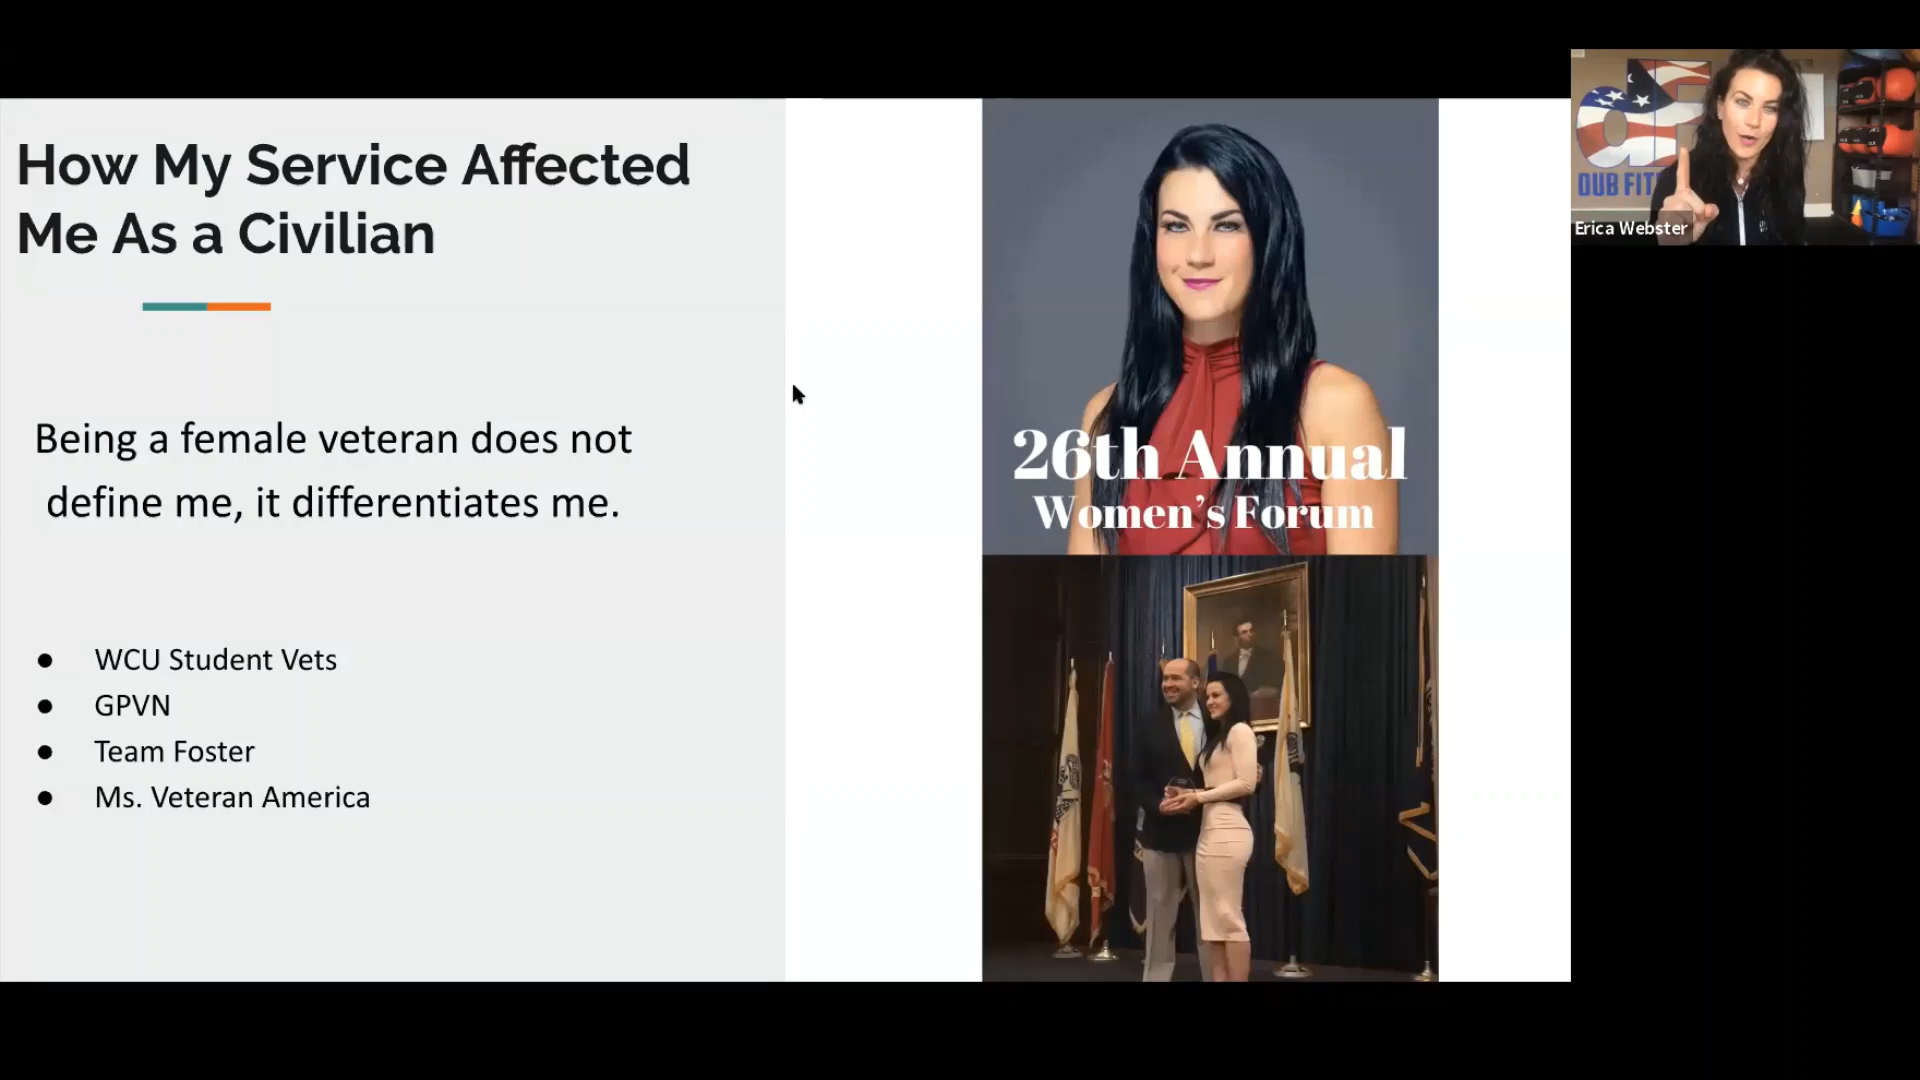 How My Service Affected
Me As a Civilian
Being a female veteran does not
define me, it differentiates me.
● WCU Student Vets
● GPVN
● Team Foster
● Ms. Veteran America
26th Annual
Women’s Forum
dF
DUB FIT
Erica Webster